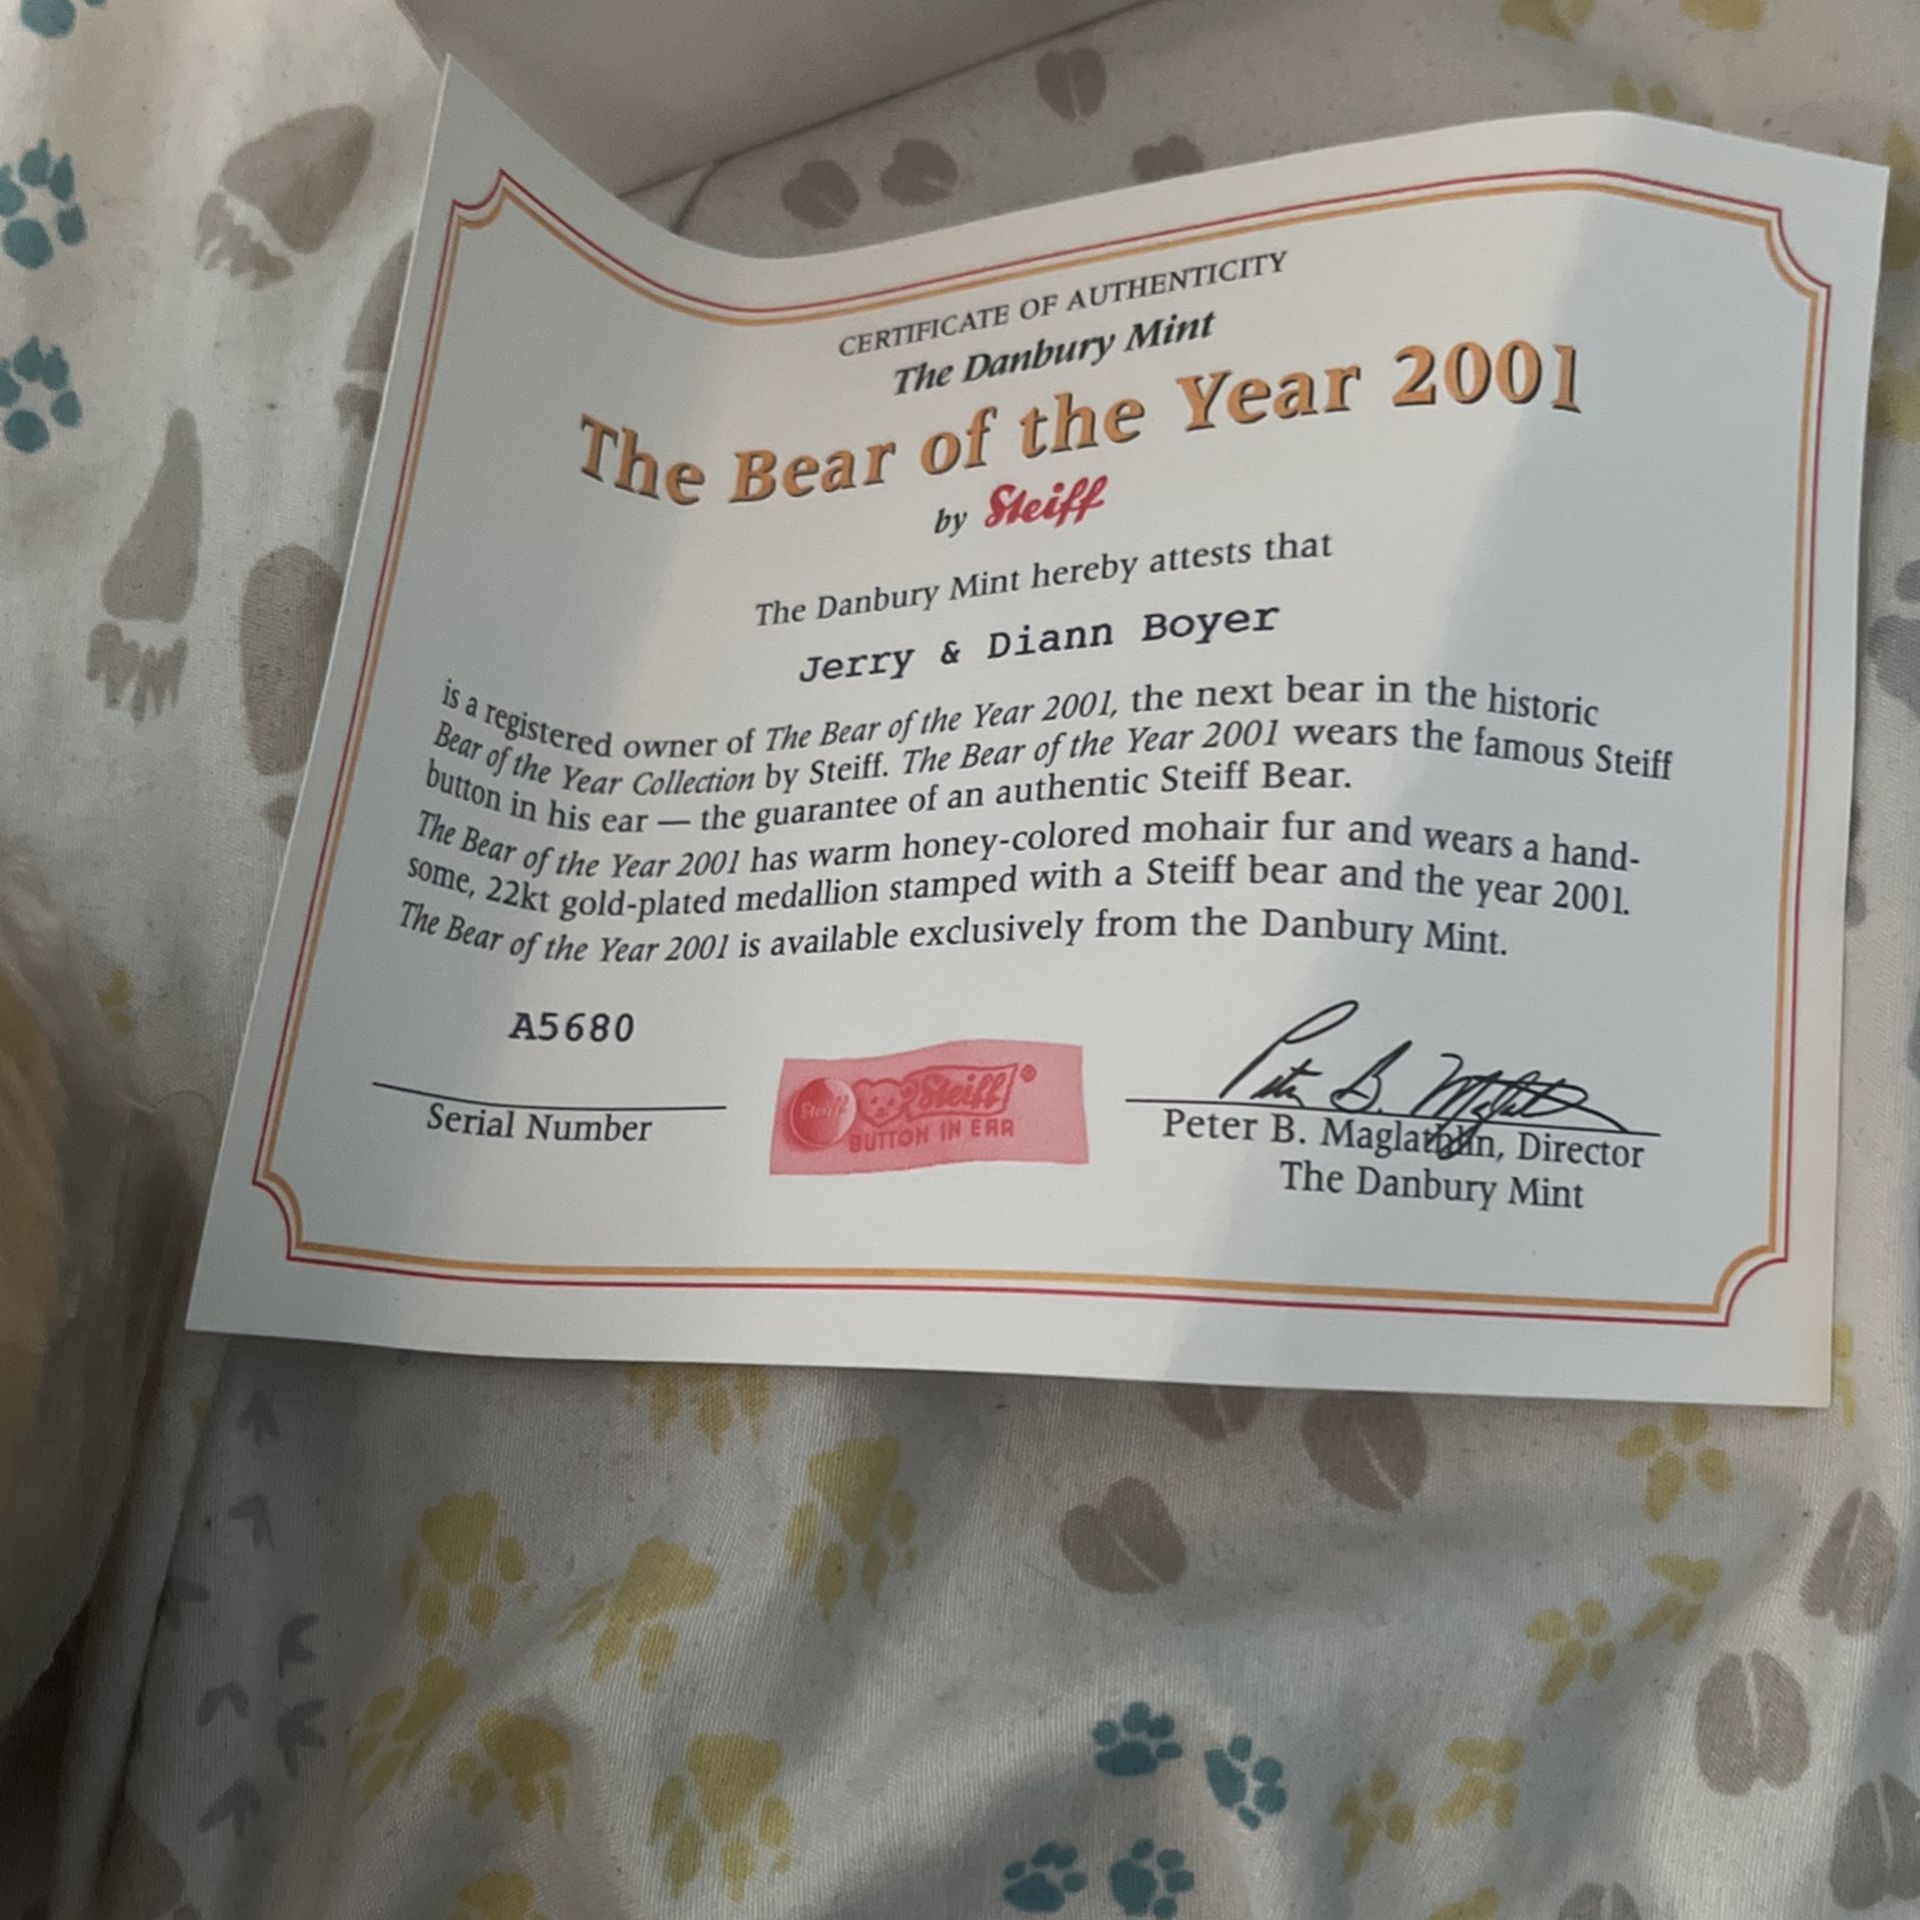 CERTIFICATE OF AUTHENTICITY
The Danbury Mint
The Bear of the Year 2001
by Steiff
The Danbury Mint hereby attests that
Jerry & Diann Boyer
is a registered owner of The Bear of the Year 2001, the next bear in the historic
Bear of the Year Collection by Steiff. The Bear of the Year 2001 wears the famous Steiff
button in his ear — the guarantee of an authentic Steiff Bear.
The Bear of the Year 2001 has warm honey-colored mohair fur and wears a hand-
some, 22kt gold-plated medallion stamped with a Steiff bear and the year 2001.
The Bear of the Year 2001 is available exclusively from the Danbury Mint.
A5680
Serial Number
Steiff Steiff®
BUTTON IN EAR
Peter B. Maglathlin
Peter B. Maglathlin, Director
The Danbury Mint